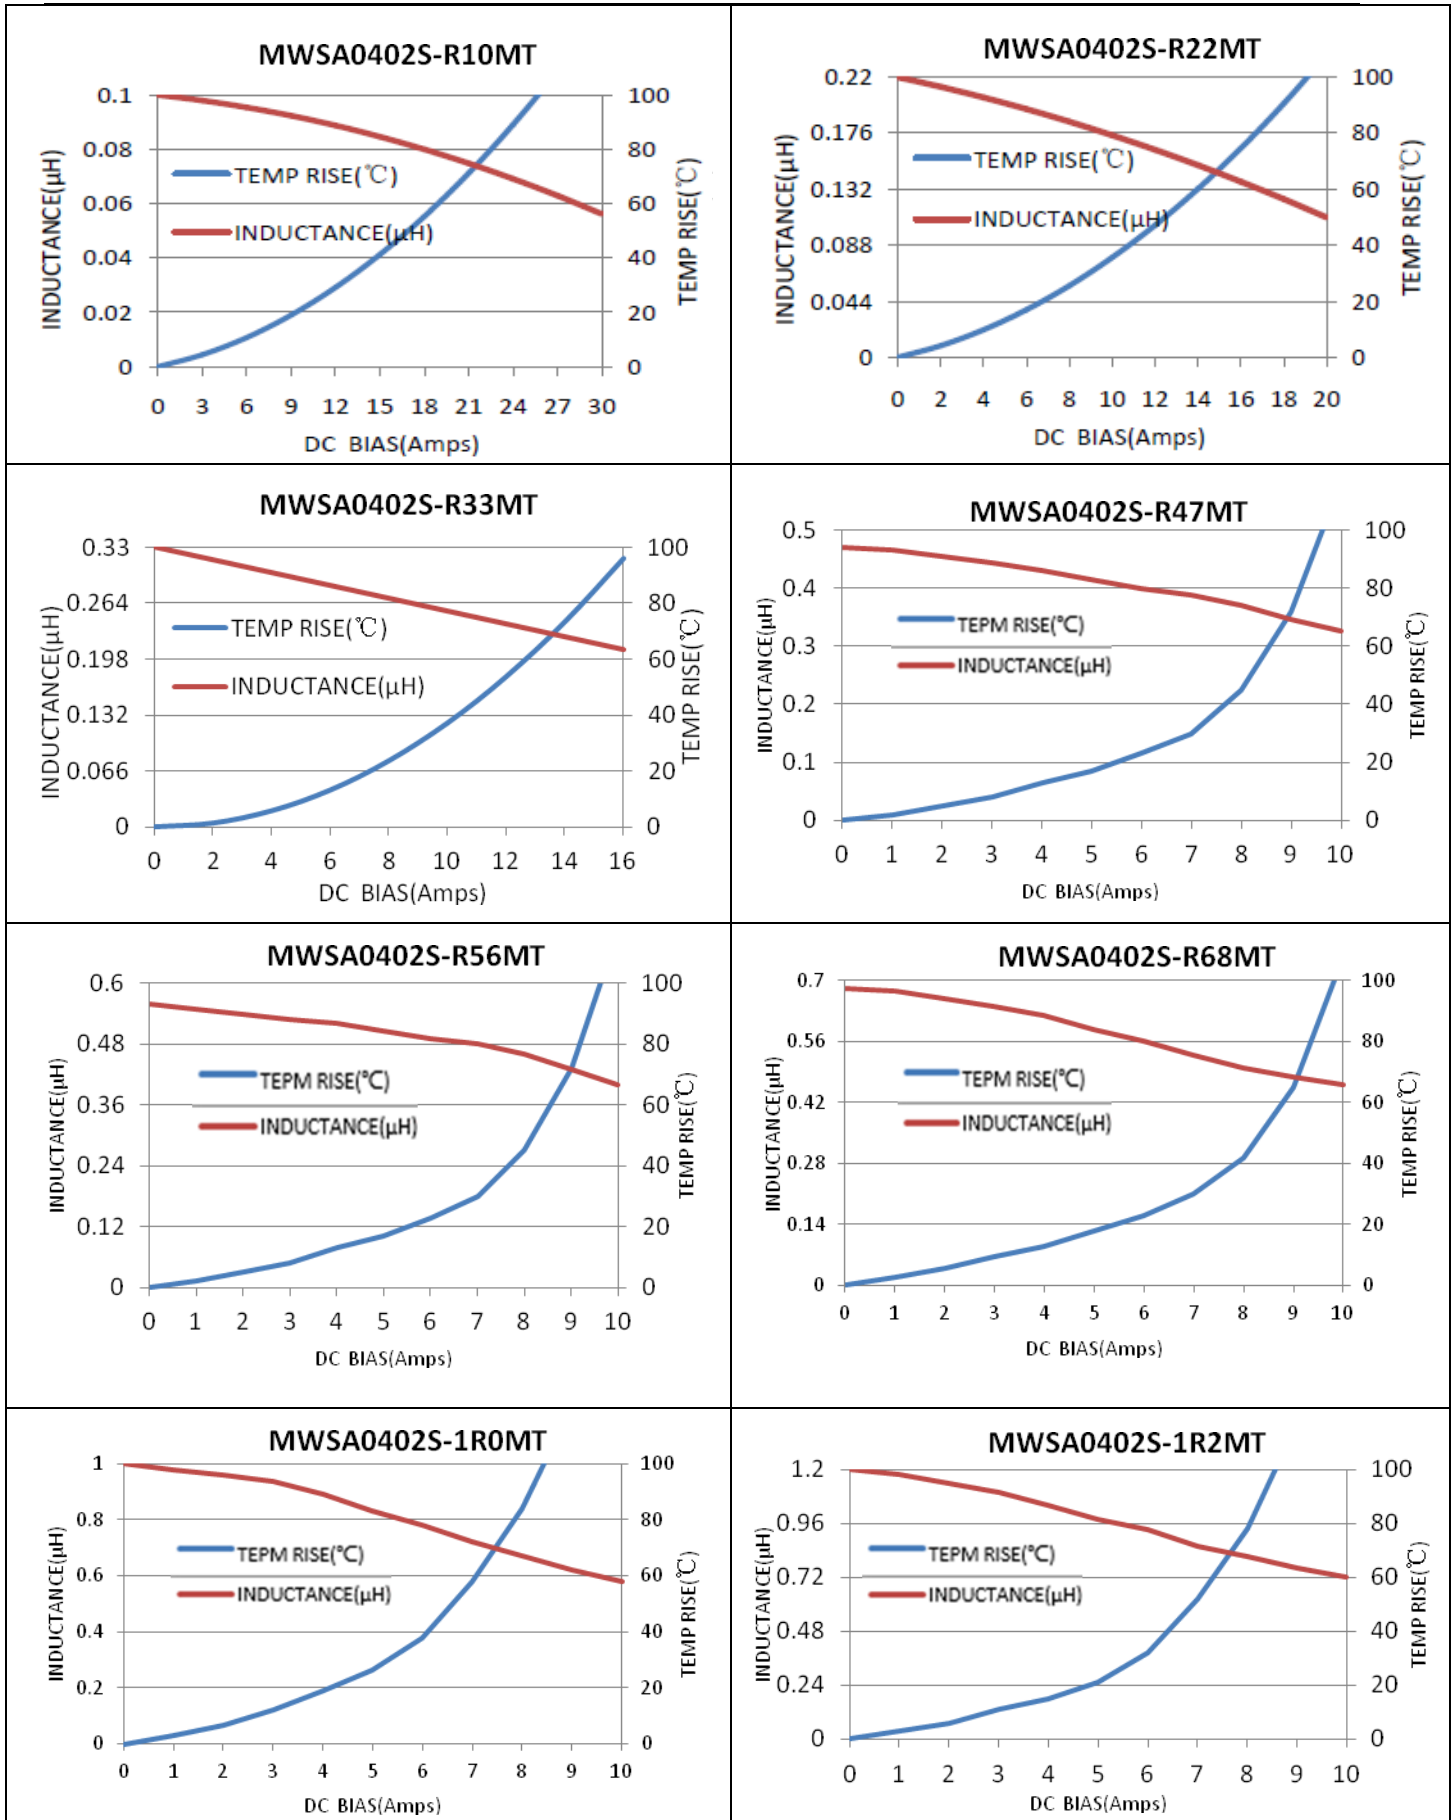 MWSA0402S-R10MT
0.1
0.08
0.06
0.04
0.02
0
100
80
60
40
20
0
INDUCTANCE(μH)
TEMP RISE(℃)
TEMP RISE(℃)
INDUCTANCE(μH)
0 3 6 9 12 15 18 21 24 27 30
DC BIAS(Amps)
MWSA0402S-R22MT
0.22
0.176
0.132
0.088
0.044
0
100
80
60
40
20
0
INDUCTANCE(μH)
TEMP RISE(℃)
TEMP RISE(℃)
INDUCTANCE(μH)
0 2 4 6 8 10 12 14 16 18 20
DC BIAS(Amps)
MWSA0402S-R33MT
0.33
0.264
0.198
0.132
0.066
0
100
80
60
40
20
0
INDUCTANCE(μH)
TEMP RISE(℃)
TEMP RISE(℃)
INDUCTANCE(μH)
0 2 4 6 8 10 12 14 16
DC BIAS(Amps)
MWSA0402S-R47MT
0.5
0.4
0.3
0.2
0.1
0
100
80
60
40
20
0
INDUCTANCE(μH)
TEPM RISE(℃)
INDUCTANCE(μH)
TEMP RISE(℃)
0 1 2 3 4 5 6 7 8 9 10
DC BIAS(Amps)
MWSA0402S-R56MT
0.6
0.48
0.36
0.24
0.12
0
100
80
60
40
20
0
INDUCTANCE(μH)
TEPM RISE(℃)
INDUCTANCE(μH)
TEMP RISE(℃)
0 1 2 3 4 5 6 7 8 9 10
DC BIAS(Amps)
MWSA0402S-R68MT
0.7
0.56
0.42
0.28
0.14
0
100
80
60
40
20
0
INDUCTANCE(μH)
TEPM RISE(℃)
INDUCTANCE(μH)
TEMP RISE(℃)
0 1 2 3 4 5 6 7 8 9 10
DC BIAS(Amps)
MWSA0402S-1R0MT
1
0.8
0.6
0.4
0.2
0
100
80
60
40
20
0
INDUCTANCE(μH)
TEPM RISE(℃)
INDUCTANCE(μH)
TEMP RISE(℃)
0 1 2 3 4 5 6 7 8 9 10
DC BIAS(Amps)
MWSA0402S-1R2MT
1.2
0.96
0.72
0.48
0.24
0
100
80
60
40
20
0
INDUCTANCE(μH)
TEPM RISE(℃)
INDUCTANCE(μH)
TEMP RISE(℃)
0 1 2 3 4 5 6 7 8 9 10
DC BIAS(Amps)